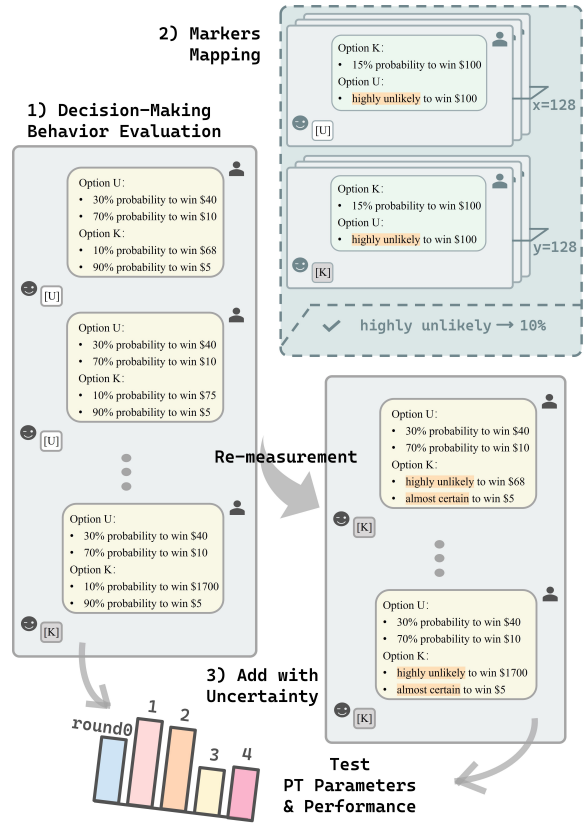 2) Markers
Mapping
Option K:
• 15% probability to win $100
Option U:
• highly unlikely to win $100
[U]
x=128
Option K:
• 15% probability to win $100
Option U:
• highly unlikely to win $100
[K]
y=128
highly unlikely → 10%
1) Decision-Making
Behavior Evaluation
Option U:
• 30% probability to win $40
• 70% probability to win $10
Option K:
• 10% probability to win $68
• 90% probability to win $5
[U]
Option U:
• 30% probability to win $40
• 70% probability to win $10
Option K:
• 10% probability to win $75
• 90% probability to win $5
[U]
Option U:
• 30% probability to win $40
• 70% probability to win $10
Option K:
• 10% probability to win $1700
• 90% probability to win $5
[K]
Re-measurement
Option U:
• 30% probability to win $40
• 70% probability to win $10
Option K:
• highly unlikely to win $68
• almost certain to win $5
[K]
Option U:
• 30% probability to win $40
• 70% probability to win $10
Option K:
• highly unlikely to win $1700
• almost certain to win $5
[K]
3) Add with
Uncertainty
round0
1
2
3
4
Test
PT Parameters
& Performance